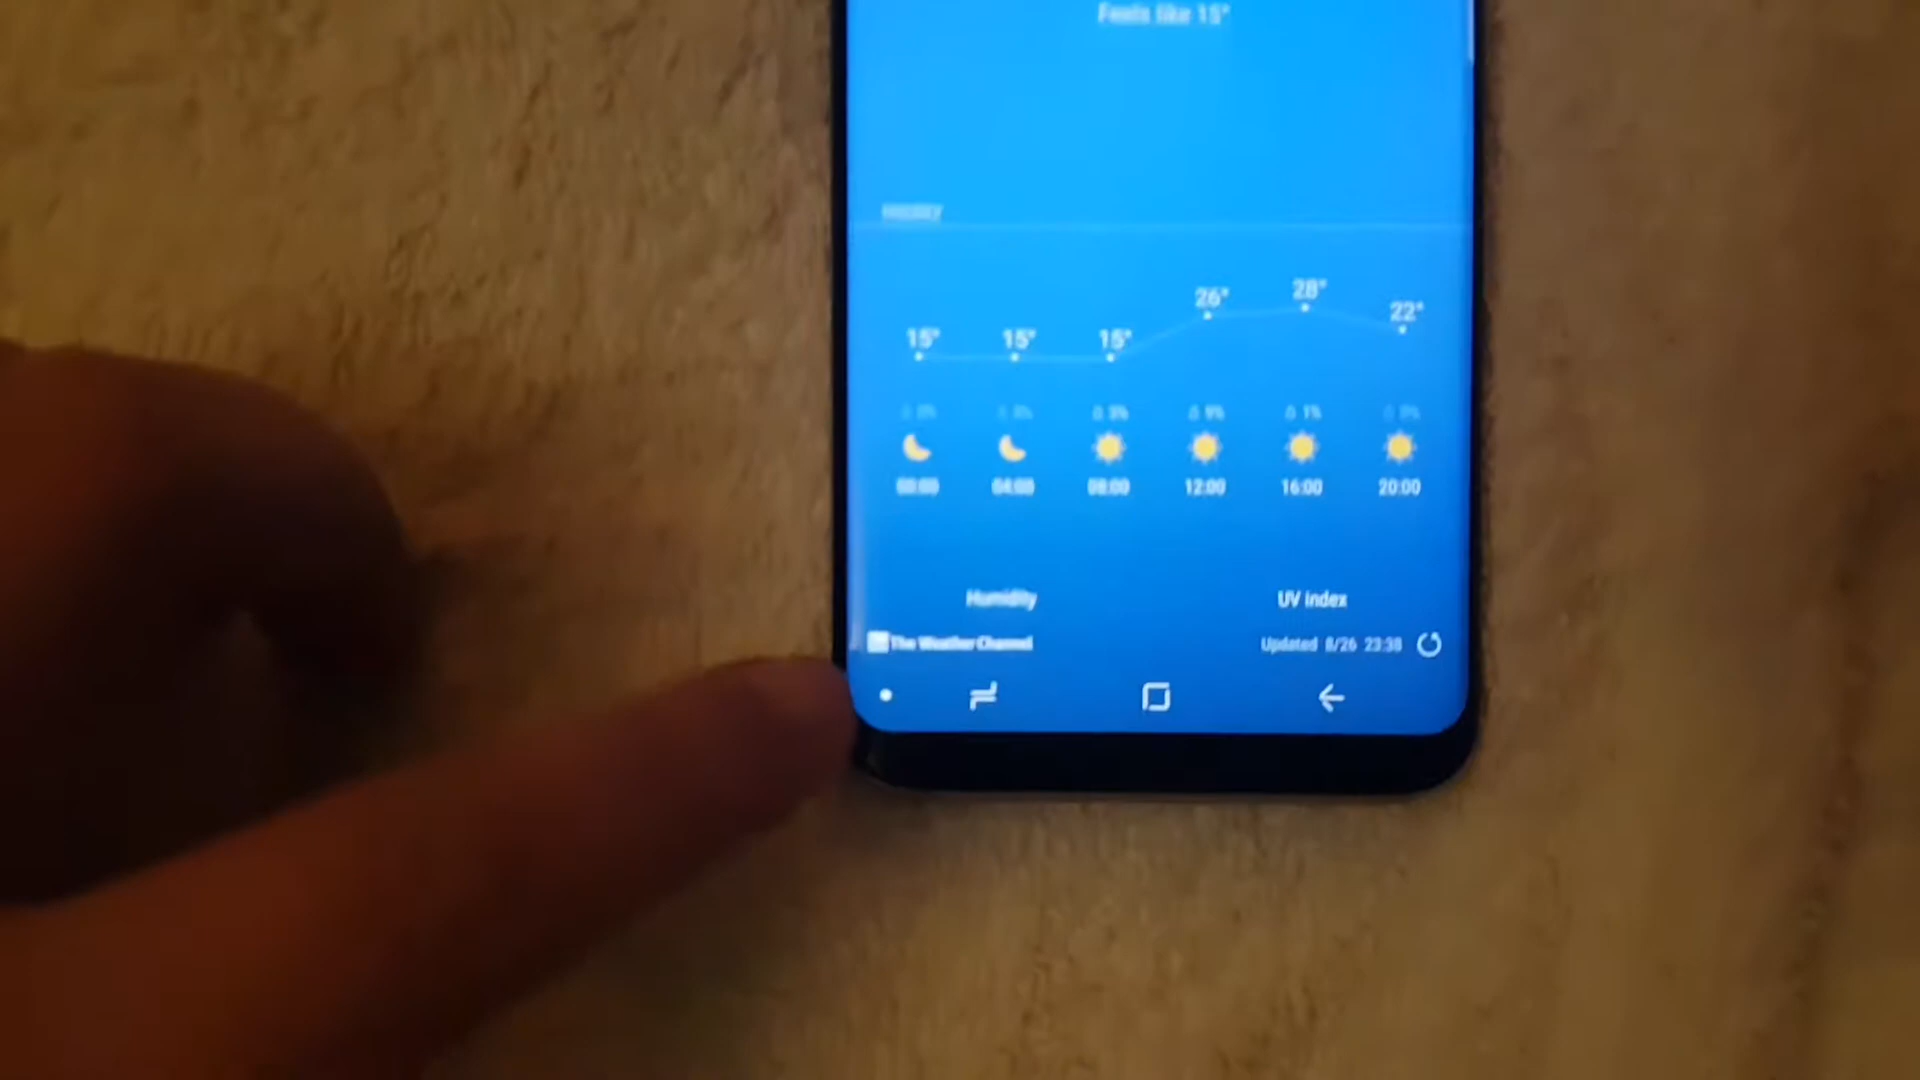 Feels like 15°
15° 15° 15° 26° 28° 22°
1%
00:00 04:00 08:00 12:00 16:00 20:00
Humidity UV index
The Weather Channel Updated 8/26 23:38